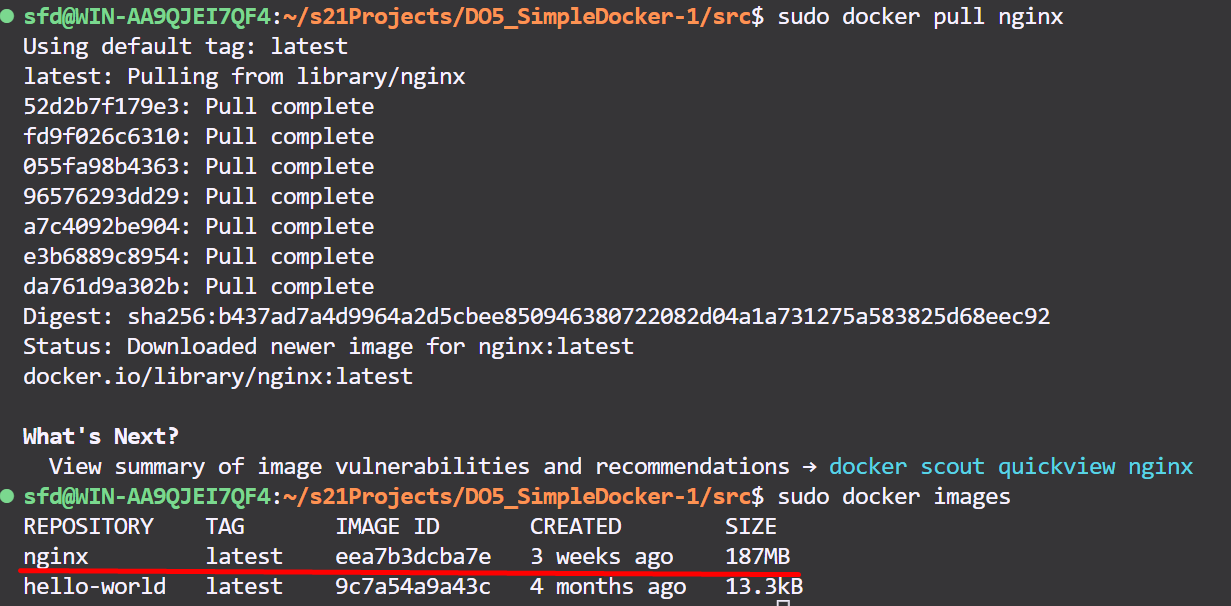 sfd@WIN-AA9QJEI7QF4:~/s21Projects/DO5_SimpleDocker-1/src$ sudo docker pull nginx
Using default tag: latest
latest: Pulling from library/nginx
52d2b7f179e3: Pull complete
fd9f026c6310: Pull complete
055fa98b4363: Pull complete
96576293dd29: Pull complete
a7c4092be904: Pull complete
e3b6889c8954: Pull complete
da761d9a302b: Pull complete
Digest: sha256:b437ad7a4d9964a2d5cbee850946380722082d04a1a731275a583825d68eec92
Status: Downloaded newer image for nginx:latest
docker.io/library/nginx:latest
What's Next?
View summary of image vulnerabilities and recommendations → docker scout quickview nginx
sfd@WIN-AA9QJEI7QF4:~/s21Projects/DO5_SimpleDocker-1/src$ sudo docker images
REPOSITORY TAG IMAGE ID CREATED SIZE
nginx latest eea7b3dcba7e 3 weeks ago 187MB
hello-world latest 9c7a54a9a43c 4 months ago 13.3kB